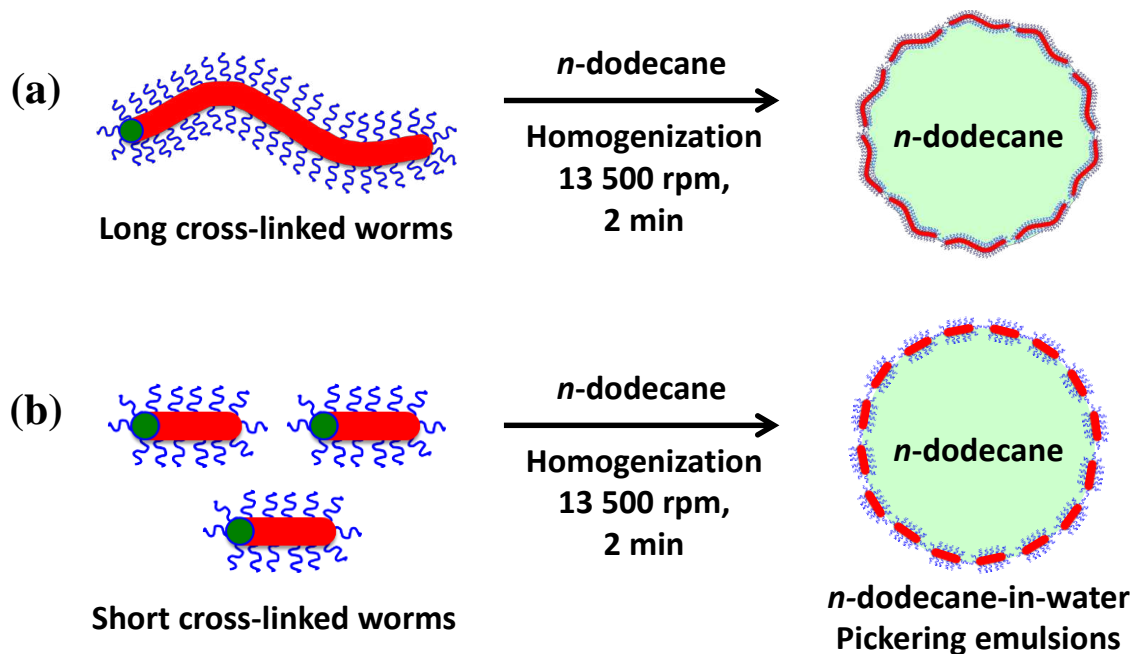 (a)
n-dodecane
Homogenization
13 500 rpm,
2 min
n-dodecane
Long cross-linked worms
(b)
n-dodecane
Homogenization
13 500 rpm,
2 min
n-dodecane
Short cross-linked worms
n-dodecane-in-water
Pickering emulsions